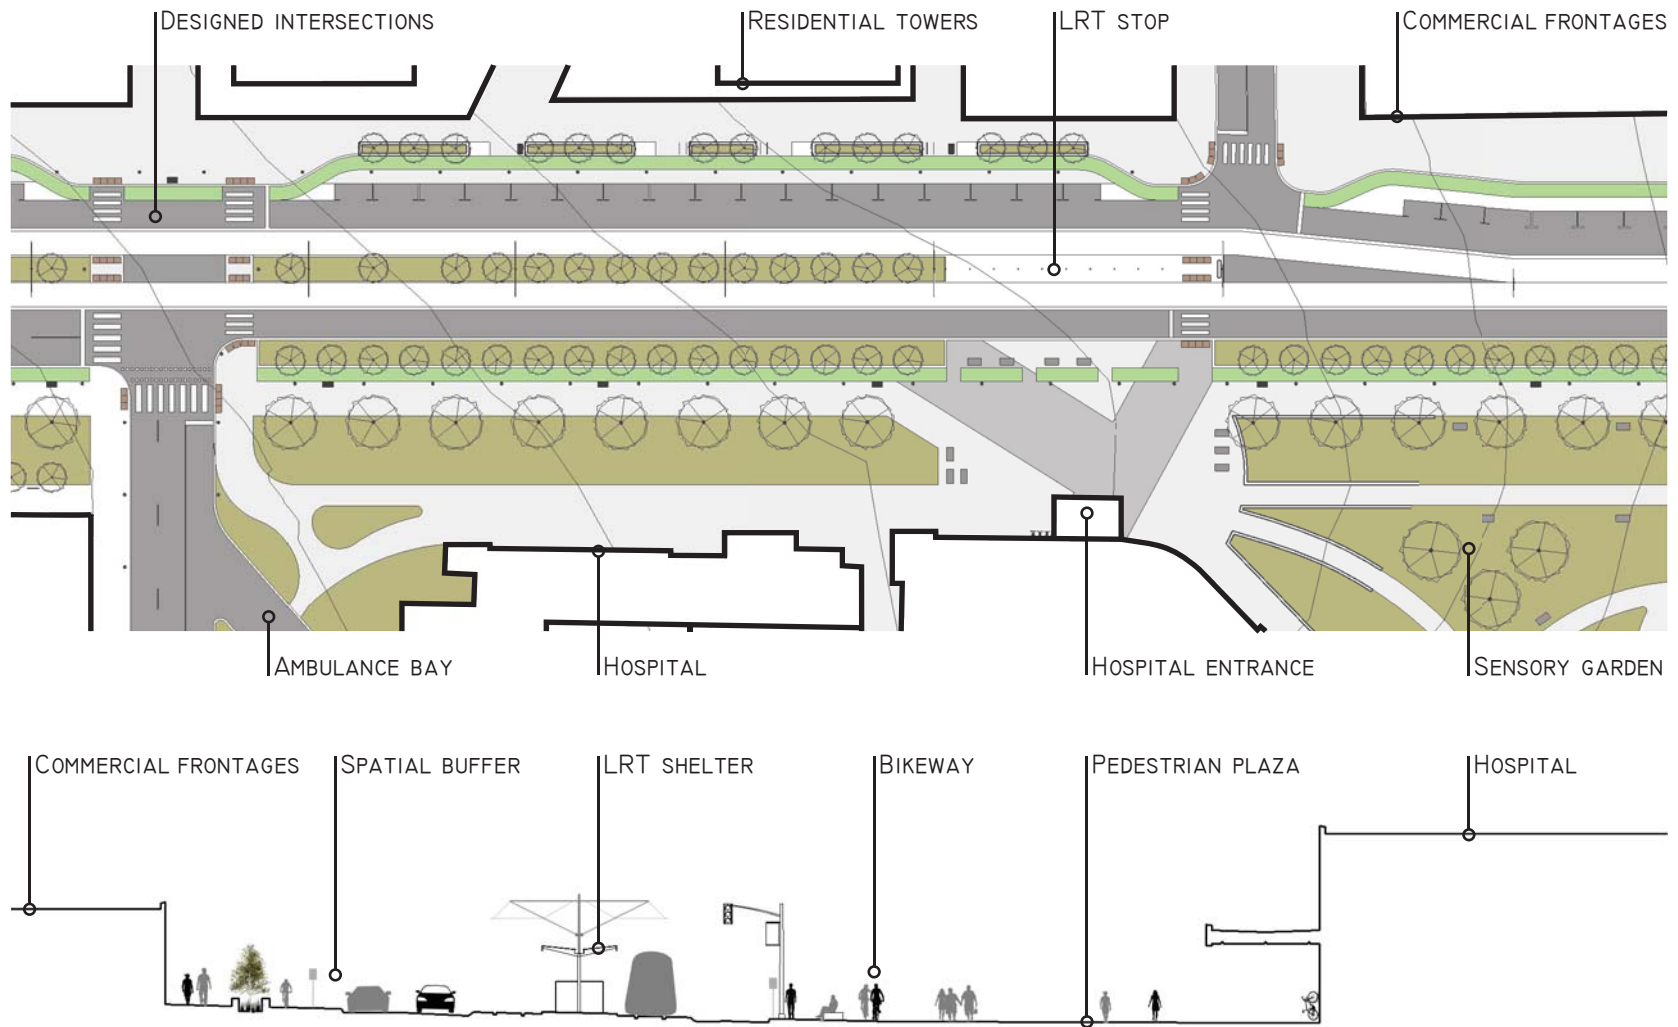 Designed intersections
Residential towers
LRT stop
Commercial frontages
Ambulance bay
Hospital
Hospital entrance
Sensory garden
Commercial frontages
Spatial buffer
LRT shelter
Bikeway
Pedestrian plaza
Hospital